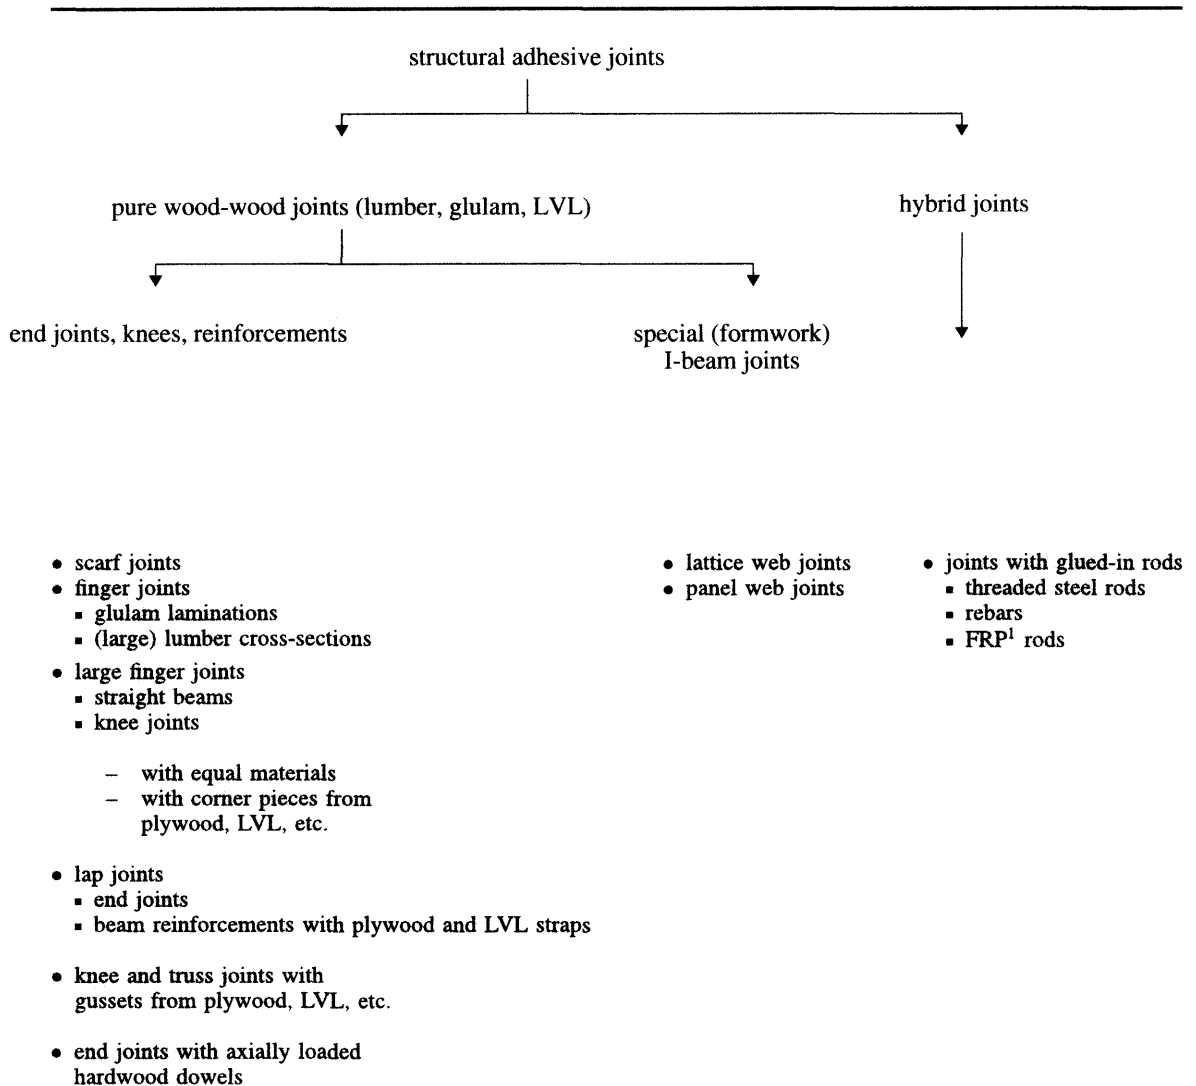 structural adhesive joints
pure wood-wood joints (lumber, glulam, LVL)
hybrid joints
end joints, knees, reinforcements
special (formwork)
I-beam joints
• scarf joints
• finger joints
▪ glulam laminations
▪ (large) lumber cross-sections
• large finger joints
▪ straight beams
▪ knee joints
– with equal materials
– with corner pieces from
plywood, LVL, etc.
• lap joints
▪ end joints
▪ beam reinforcements with plywood and LVL straps
• knee and truss joints with
gussets from plywood, LVL, etc.
• end joints with axially loaded
hardwood dowels
• lattice web joints
• panel web joints
• joints with glued-in rods
▪ threaded steel rods
▪ rebars
▪ FRP¹ rods